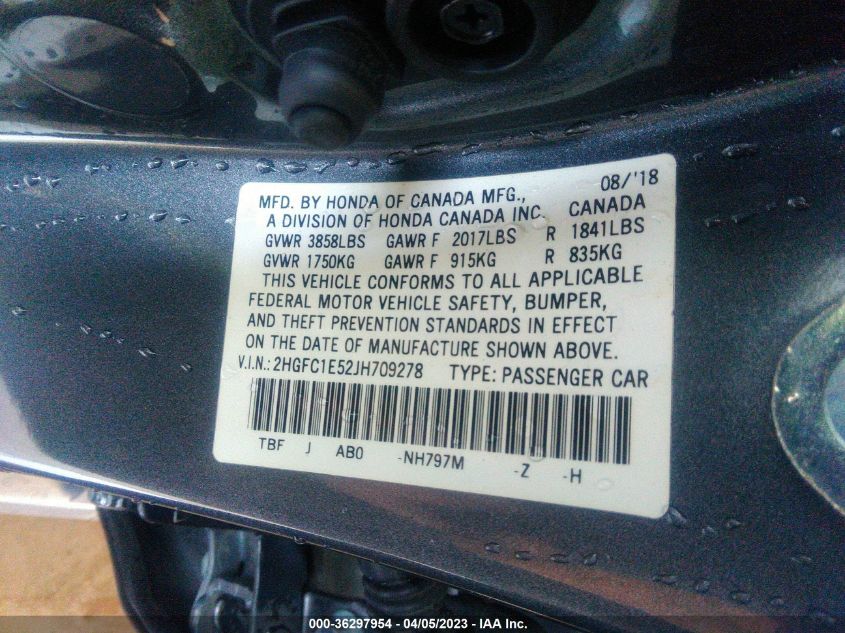 08/'18
MFD. BY HONDA OF CANADA MFG.,
A DIVISION OF HONDA CANADA INC. CANADA
GVWR 3858LBS GAWR F 2017LBS R 1841LBS
GVWR 1750KG GAWR F 915KG R 835KG
THIS VEHICLE CONFORMS TO ALL APPLICABLE
FEDERAL MOTOR VEHICLE SAFETY, BUMPER,
AND THEFT PREVENTION STANDARDS IN EFFECT
ON THE DATE OF MANUFACTURE SHOWN ABOVE.
V.I.N.: 2HGFC1E52JH709278 TYPE: PASSENGER CAR
TBF J AB0 -NH797M -Z -H
000-36297954 - 04/05/2023 - IAA Inc.